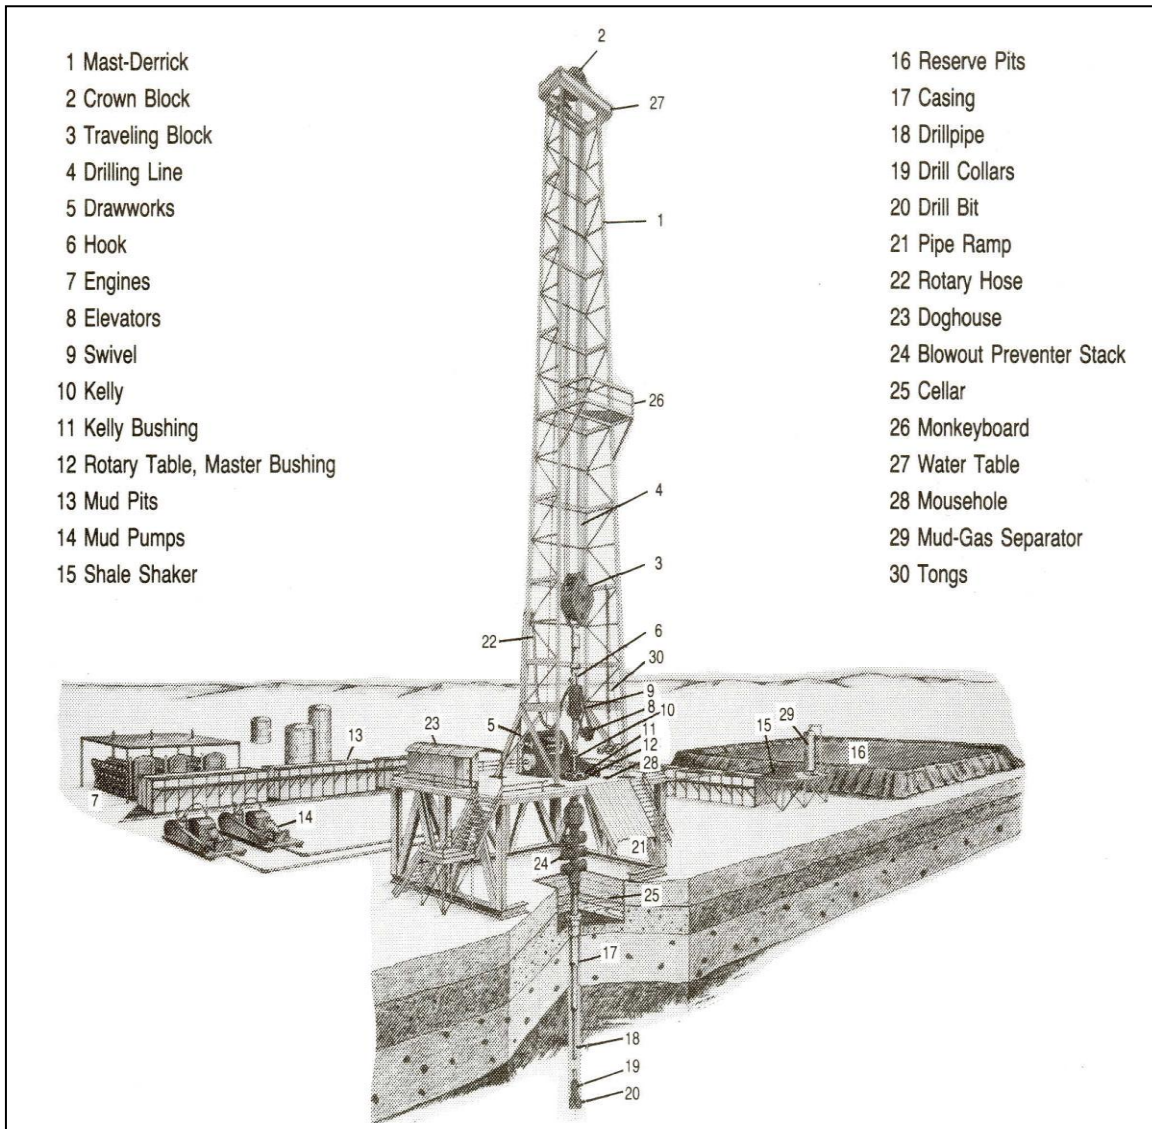 1 Mast-Derrick
2 Crown Block
3 Traveling Block
4 Drilling Line
5 Drawworks
6 Hook
7 Engines
8 Elevators
9 Swivel
10 Kelly
11 Kelly Bushing
12 Rotary Table, Master Bushing
13 Mud Pits
14 Mud Pumps
15 Shale Shaker
16 Reserve Pits
17 Casing
18 Drillpipe
19 Drill Collars
20 Drill Bit
21 Pipe Ramp
22 Rotary Hose
23 Doghouse
24 Blowout Preventer Stack
25 Cellar
26 Monkeyboard
27 Water Table
28 Mousehole
29 Mud-Gas Separator
30 Tongs
2
27
1
26
4
3
22
6
30
9
8
10
5
23
11
12
28
13
15
29
16
7
14
21
24
25
17
18
19
20